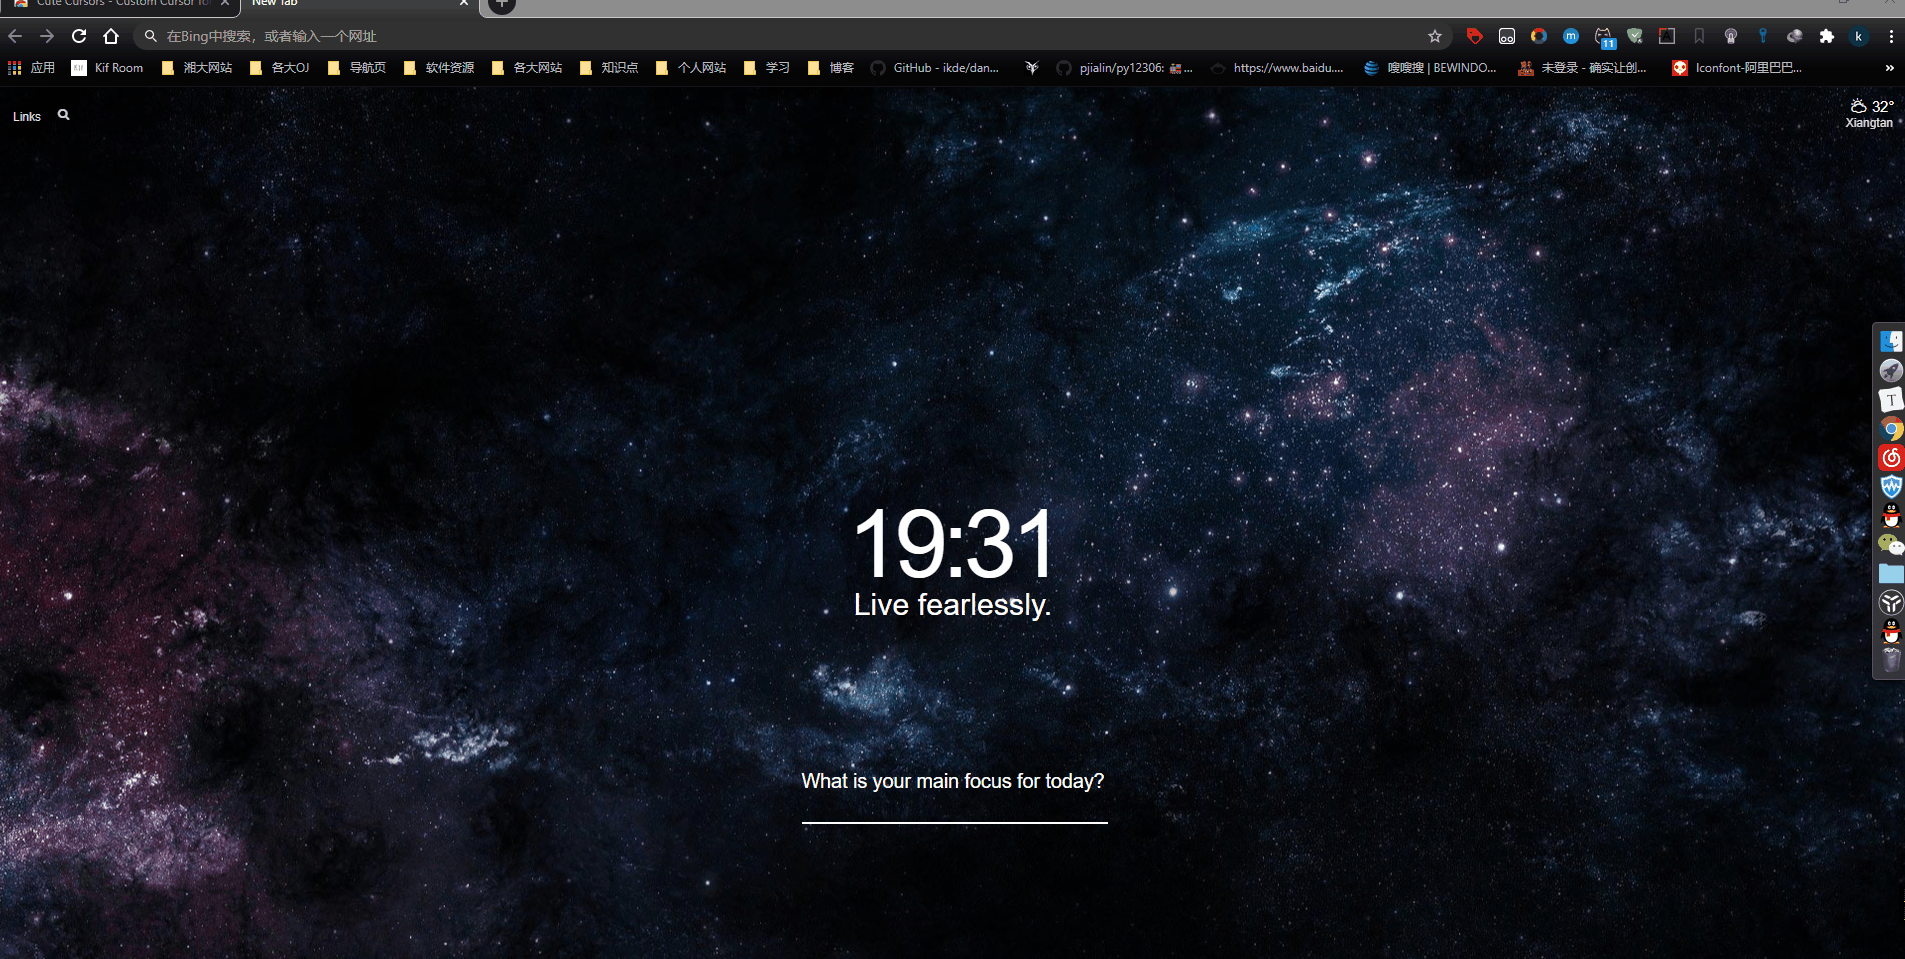 Cute Cursors - Custom Cursor for
New Tab
在Bing中搜索，或者输入一个网址
11
k
应用
Kif Room
湘大网站
各大OJ
导航页
软件资源
各大网站
知识点
个人网站
学习
博客
GitHub - ikde/dan...
pjialin/py12306: 🚂...
https://www.baidu....
嗖嗖搜 | BEWINDO...
未登录 - 确实让创...
Iconfont-阿里巴巴...
»
Links
32°
Xiangtan
19:31
Live fearlessly.
What is your main focus for today?